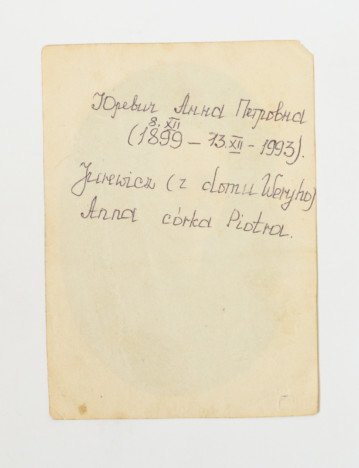 Юревич Анна Петровна
8.XII
(1899 – 13.XII - 1993).
Jurewicz (z domu Weryho)
Anna córka Piotra.